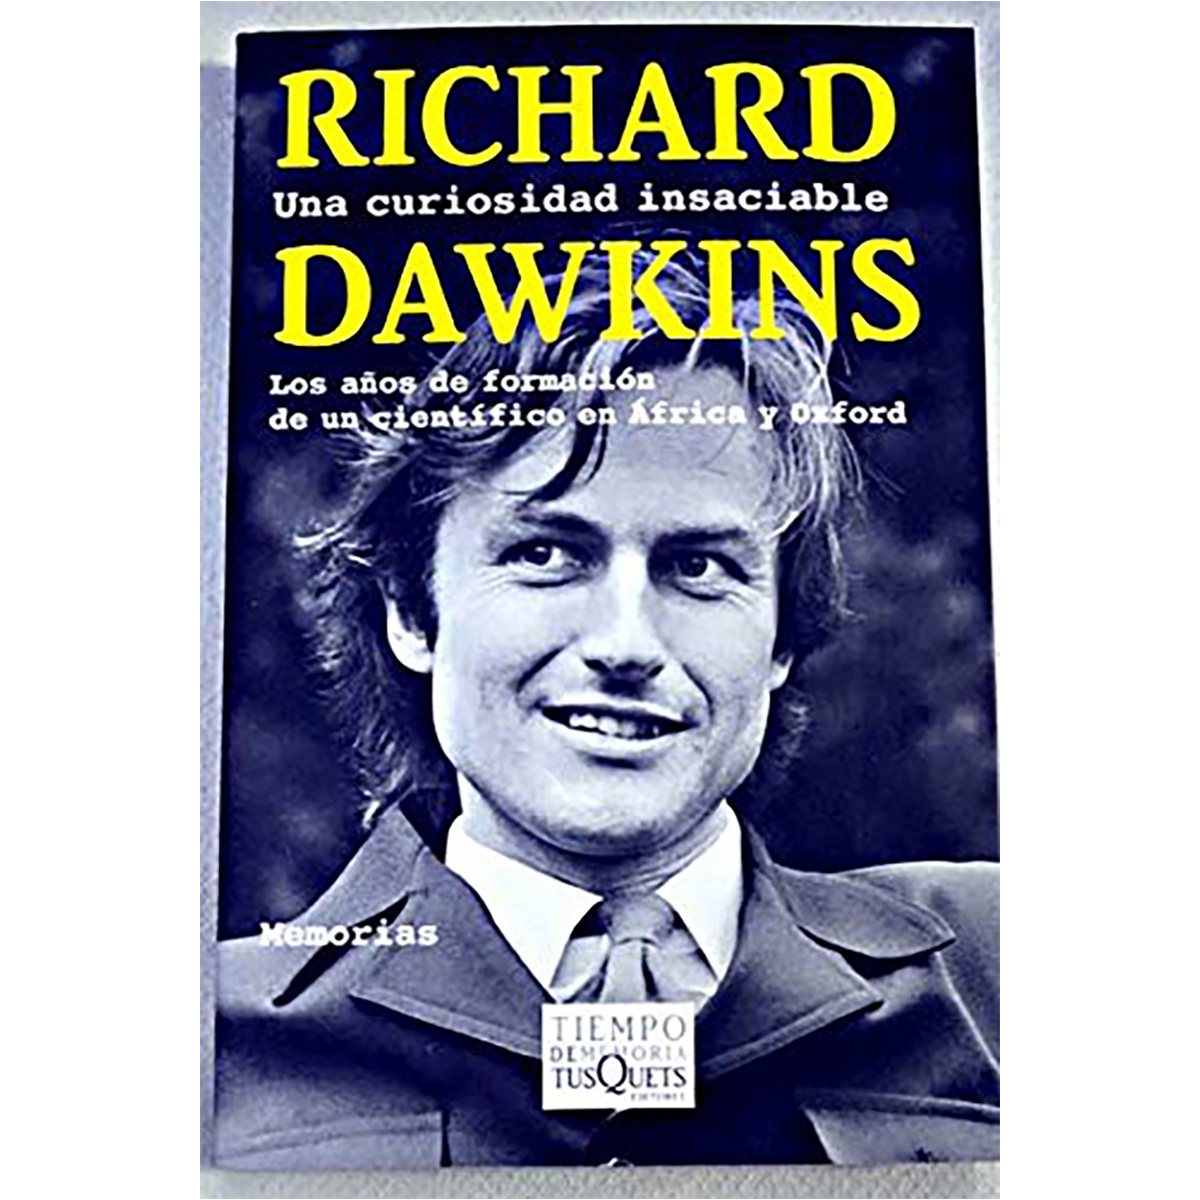 RICHARD
Una curiosidad insaciable
DAWKINS
Los años de formación
de un científico en África y Oxford
Memorias
TIEMPO
DE MEMORIA
TUSQUETS
EDITORES